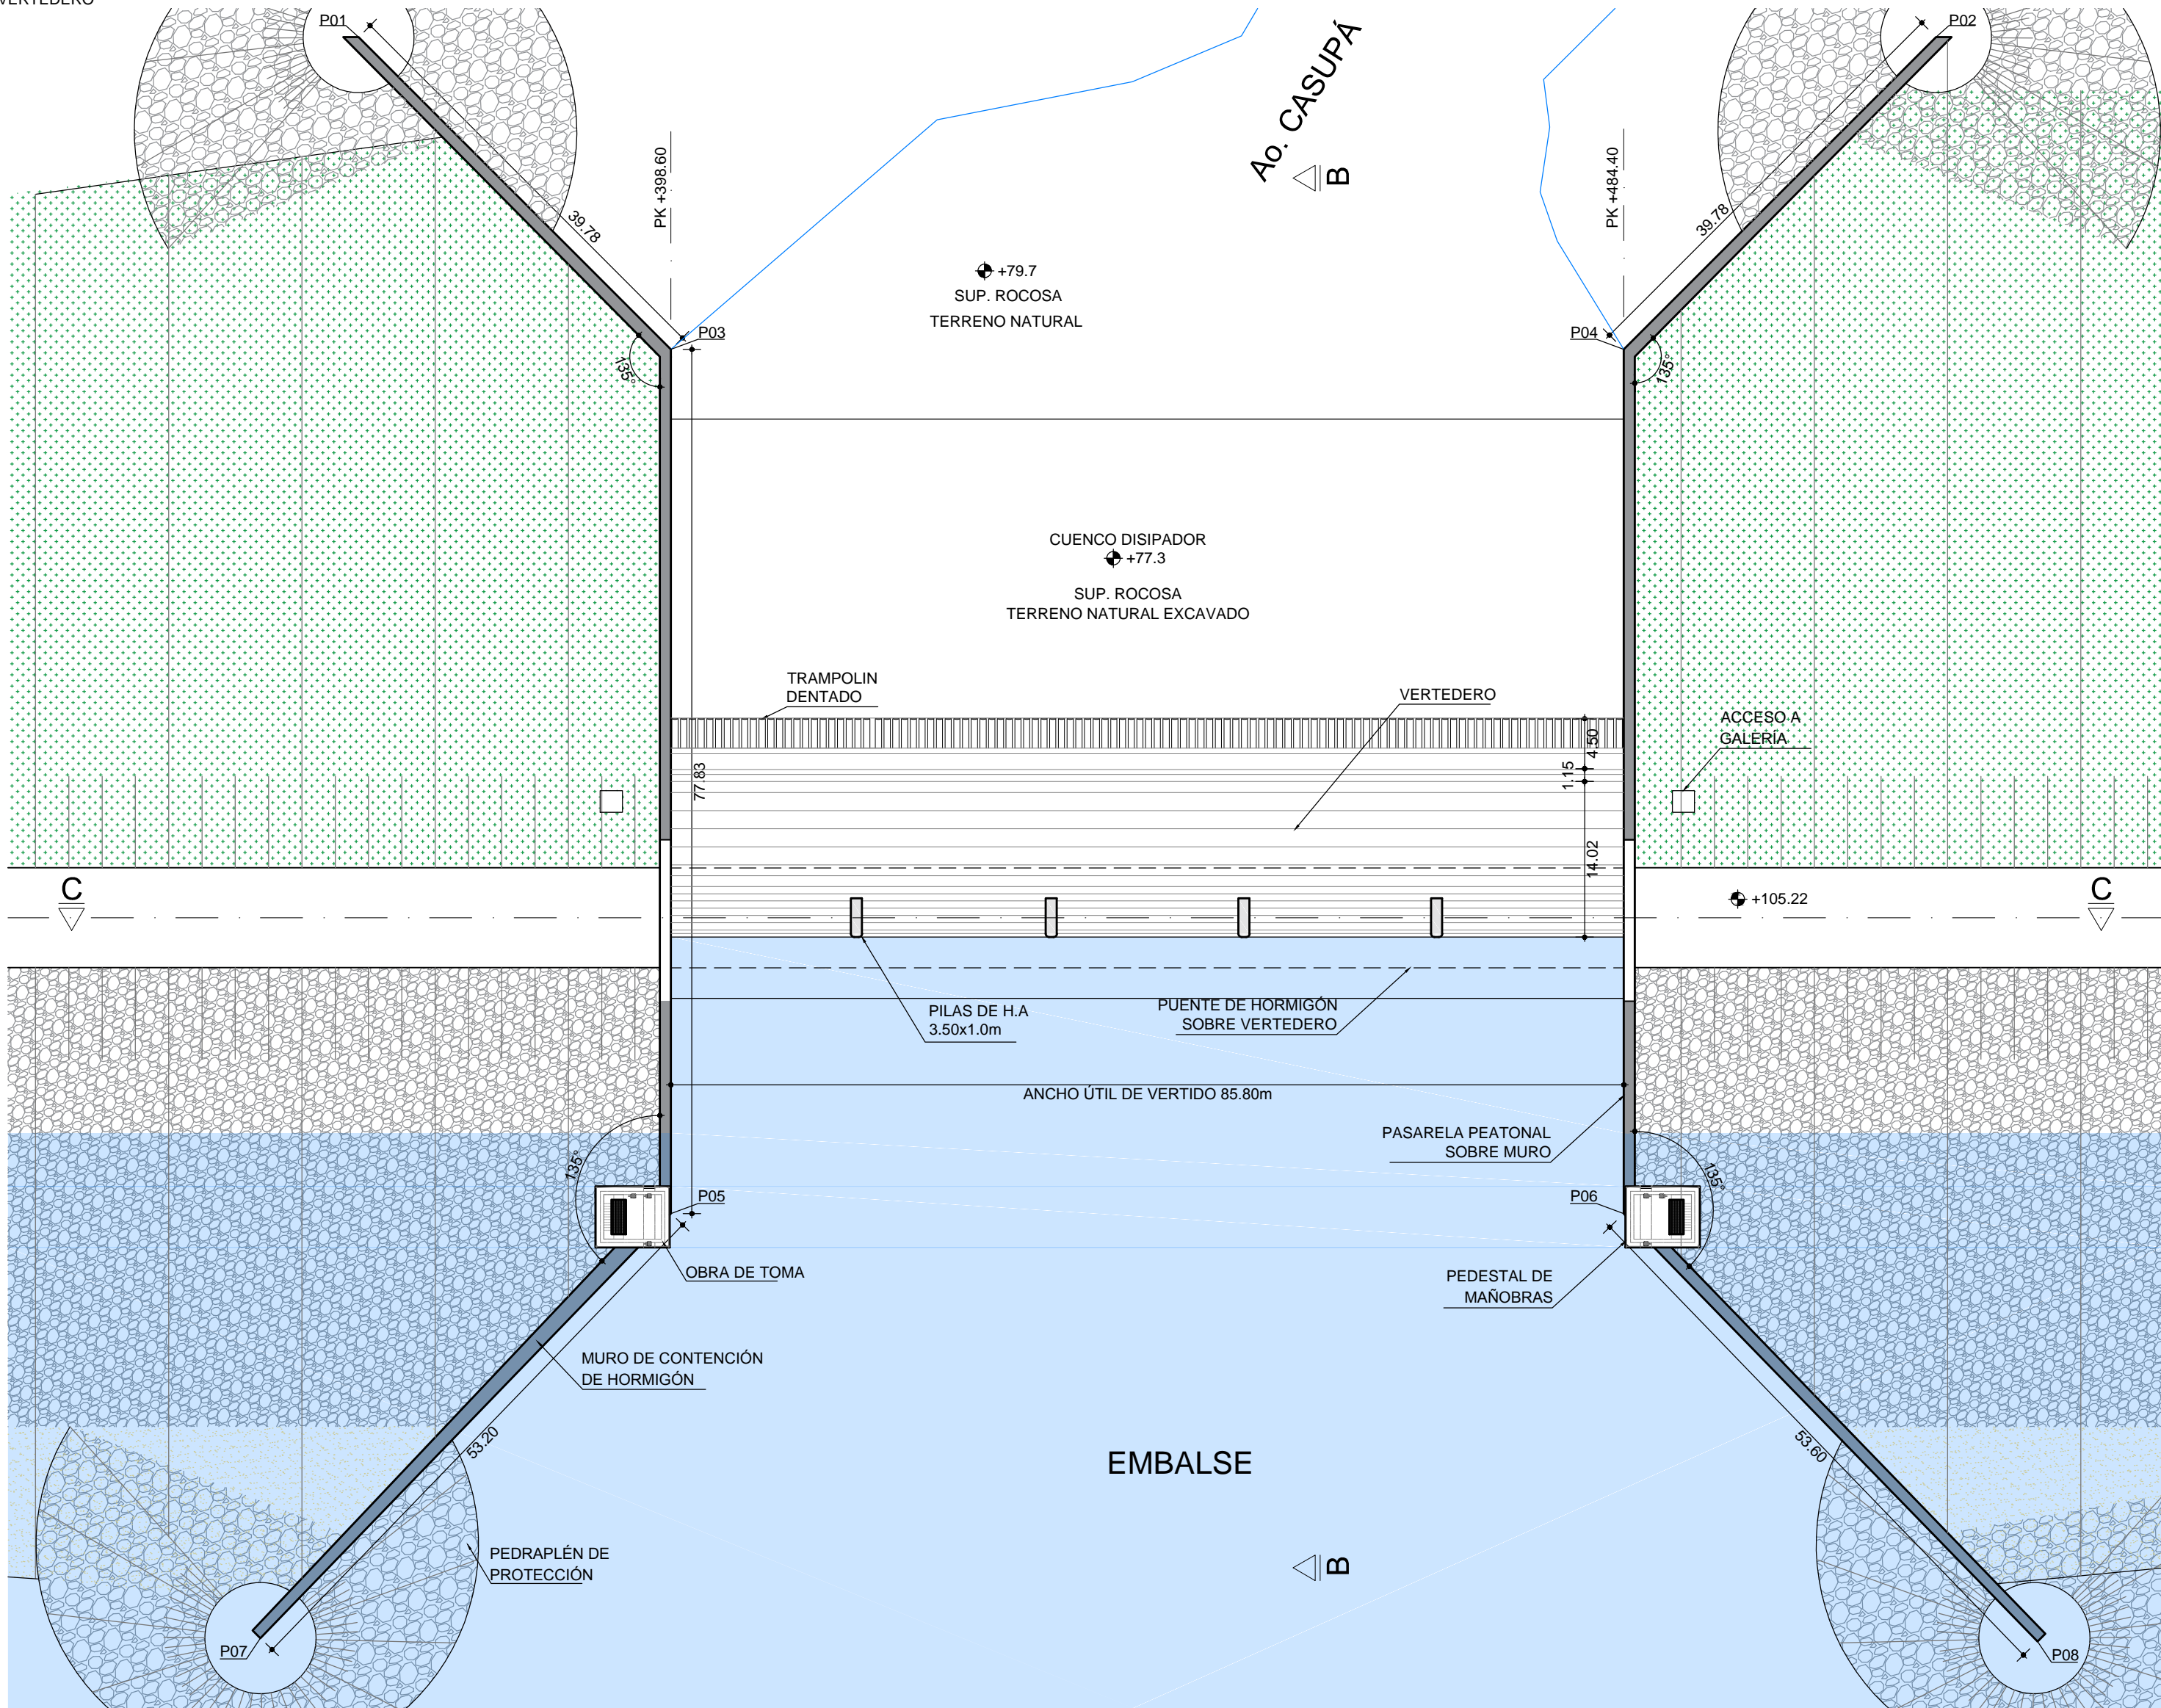 VERTEDERO
P01
P02
Ao. CASUPÁ
B
PK +398.60
PK +484.40
39.78
39.78
+79.7
SUP. ROCOSA
TERRENO NATURAL
P03
P04
135°
135°
CUENCO DISIPADOR
+77.3
SUP. ROCOSA
TERRENO NATURAL EXCAVADO
TRAMPOLIN
DENTADO
VERTEDERO
ACCESO A
GALERÍA
4.50
1.15
77.83
14.02
C
+105.22
C
PILAS DE H.A
3.50x1.0m
PUENTE DE HORMIGÓN
SOBRE VERTEDERO
ANCHO ÚTIL DE VERTIDO 85.80m
PASARELA PEATONAL
SOBRE MURO
135°
135°
P05
P06
OBRA DE TOMA
PEDESTAL DE
MAÑOBRAS
MURO DE CONTENCIÓN
DE HORMIGÓN
53.20
53.60
EMBALSE
PEDRAPLÉN DE
PROTECCIÓN
B
P07
P08